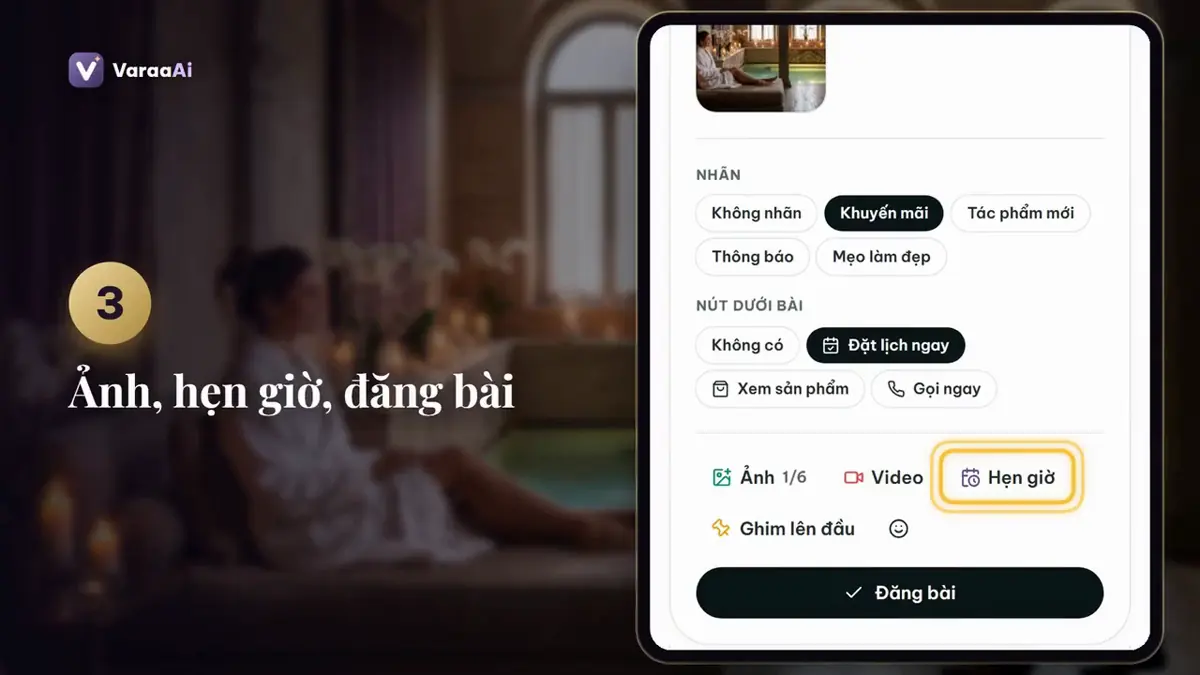 VaraaAi
3
Ảnh, hẹn giờ, đăng bài
NHÃN
Không nhãn
Khuyến mãi
Tác phẩm mới
Thông báo
Mẹo làm đẹp
NÚT DƯỚI BÀI
Không có
Đặt lịch ngay
Xem sản phẩm
Gọi ngay
Ảnh 1/6
Video
Hẹn giờ
Ghim lên đầu
Đăng bài